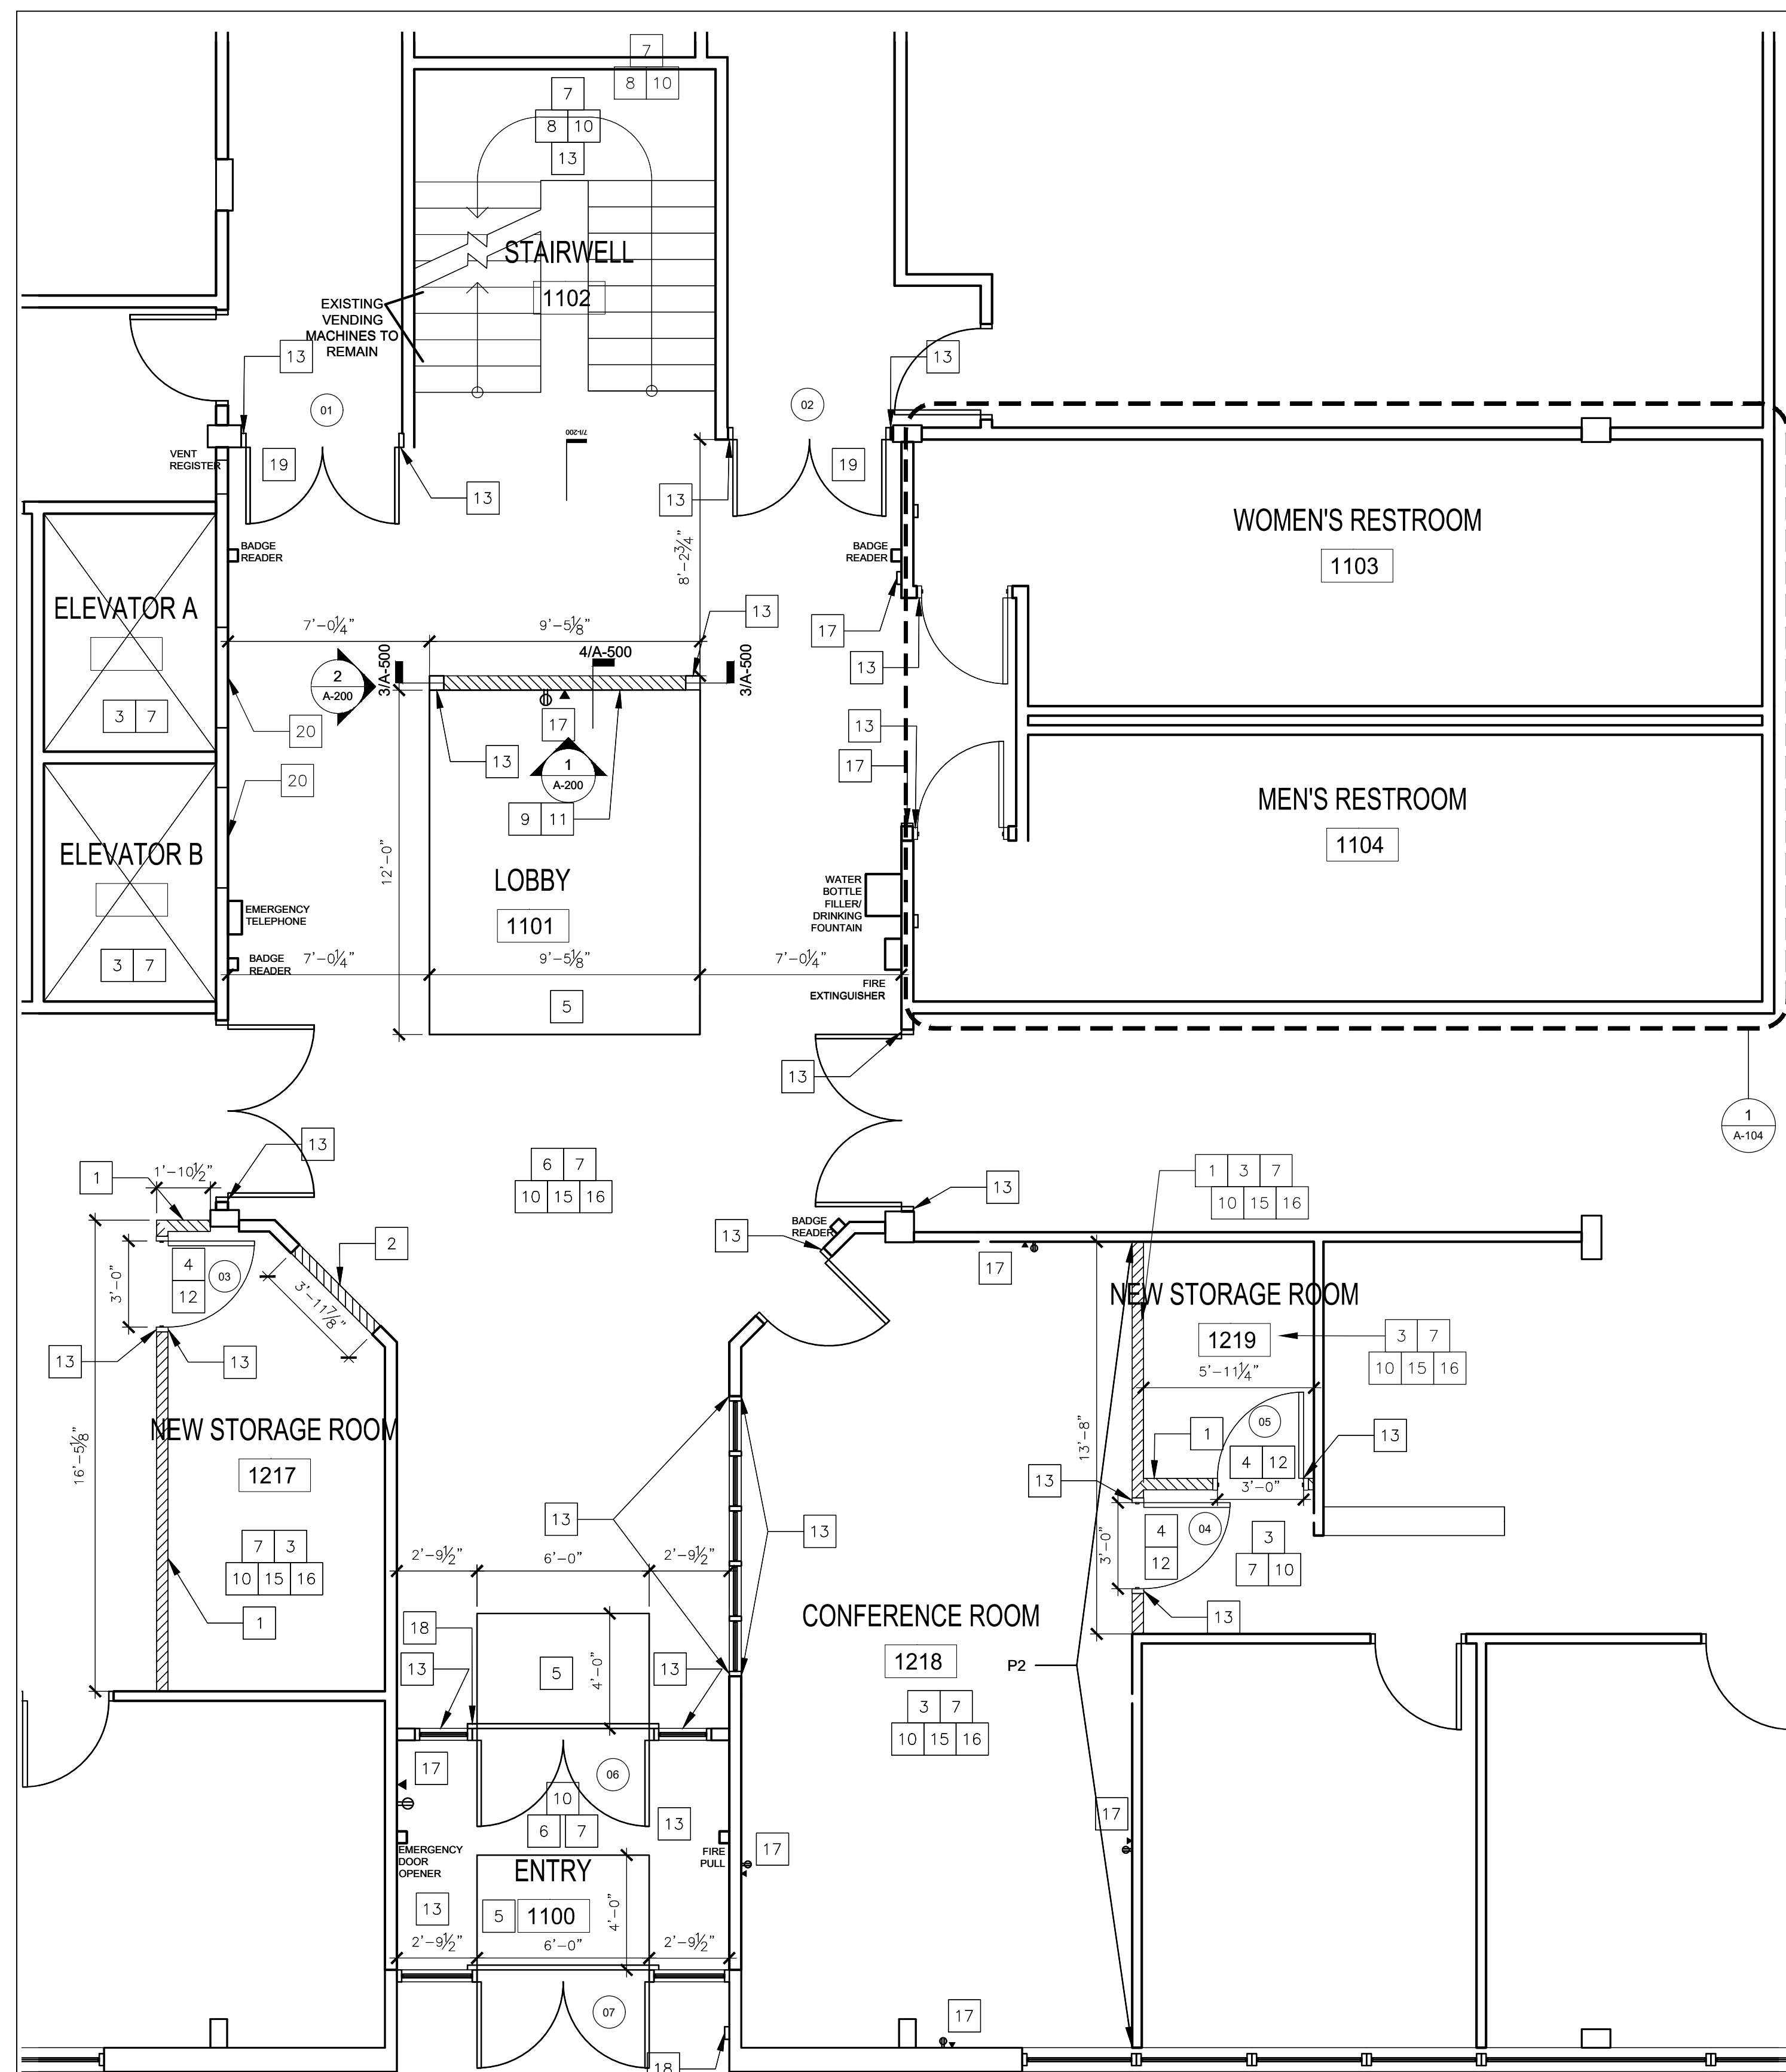 7
8 10
7
8 10
13
STAIRWELL
1102
EXISTING
VENDING
MACHINES TO
REMAIN
13
13
01
02
VENT
REGISTER
19
13
7/I-200
13
19
WOMEN'S RESTROOM
1103
BADGE
READER
8'-2¾"
BADGE
READER
ELEVATOR A
3 7
7'-0¼"
9'-5⅛"
13
17
13
3/A-500
4/A-500
3/A-500
2
A-200
20
17
13
1
A-200
13
17
20
9 11
MEN'S RESTROOM
1104
ELEVATOR B
3 7
12'-0"
LOBBY
1101
WATER
BOTTLE
FILLER/
DRINKING
FOUNTAIN
EMERGENCY
TELEPHONE
BADGE
READER
7'-0¼"
9'-5⅛"
7'-0¼"
FIRE
EXTINGUISHER
5
13
1
A-104
13
1
1'-10½"
6 7
10 15 16
1 3 7
10 15 16
13
13
BADGE
READER
2
4
12
03
3'-0"
3'-11⅞"
17
NEW STORAGE ROOM
1219
3 7
10 15 16
13
13
5'-11¼"
16'-5⅛"
NEW STORAGE ROOM
1217
13'-8"
05
1
13
4 12
3'-0"
13
13
13
4
12
04
3'-0"
3
7 10
7 3
10 15 16
1
2'-9½"
6'-0"
2'-9½"
13
CONFERENCE ROOM
1218
18
13
5
4'-0"
13
P2
3 7
10 15 16
17
06
10
6 7
13
17
17
EMERGENCY
DOOR
OPENER
FIRE
PULL
ENTRY
5
1100
4'-0"
13
2'-9½"
6'-0"
2'-9½"
07
17
18